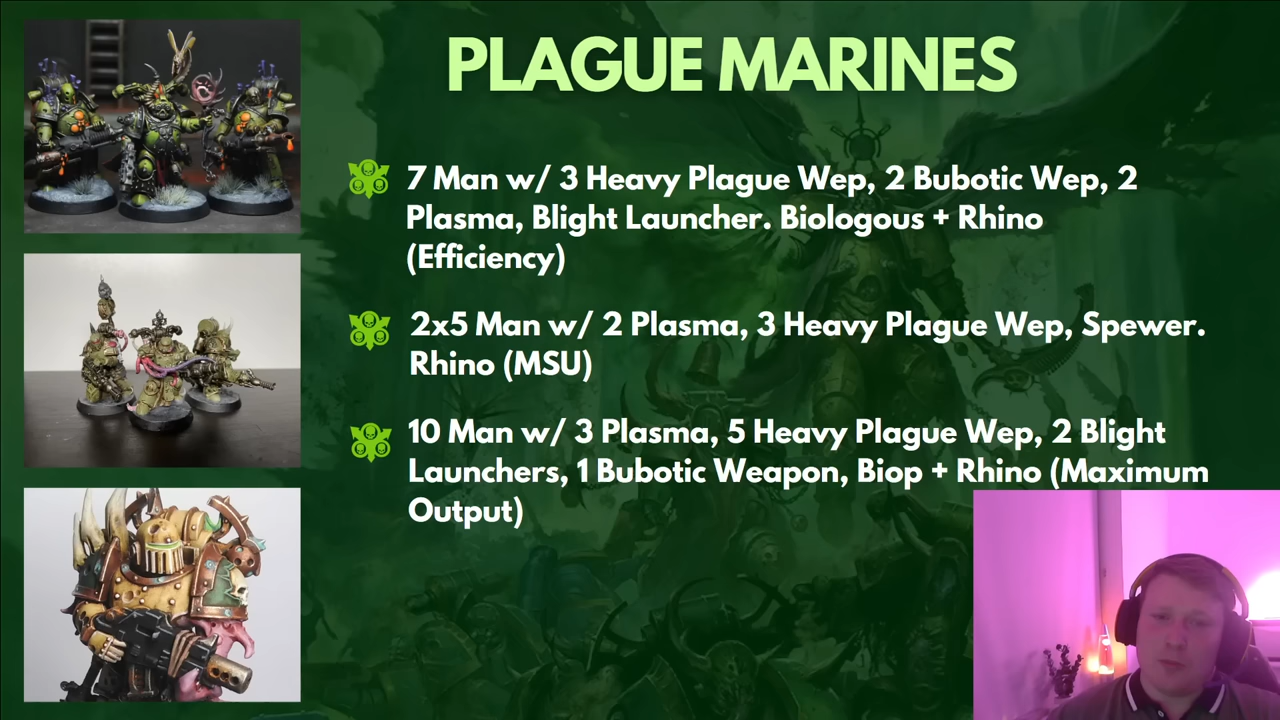 PLAGUE MARINES
7 Man w/ 3 Heavy Plague Wep, 2 Bubotic Wep, 2
Plasma, Blight Launcher. Biologous + Rhino
(Efficiency)
2x5 Man w/ 2 Plasma, 3 Heavy Plague Wep, Spewer.
Rhino (MSU)
10 Man w/ 3 Plasma, 5 Heavy Plague Wep, 2 Blight
Launchers, 1 Bubotic Weapon, Biop + Rhino (Maximum
Output)